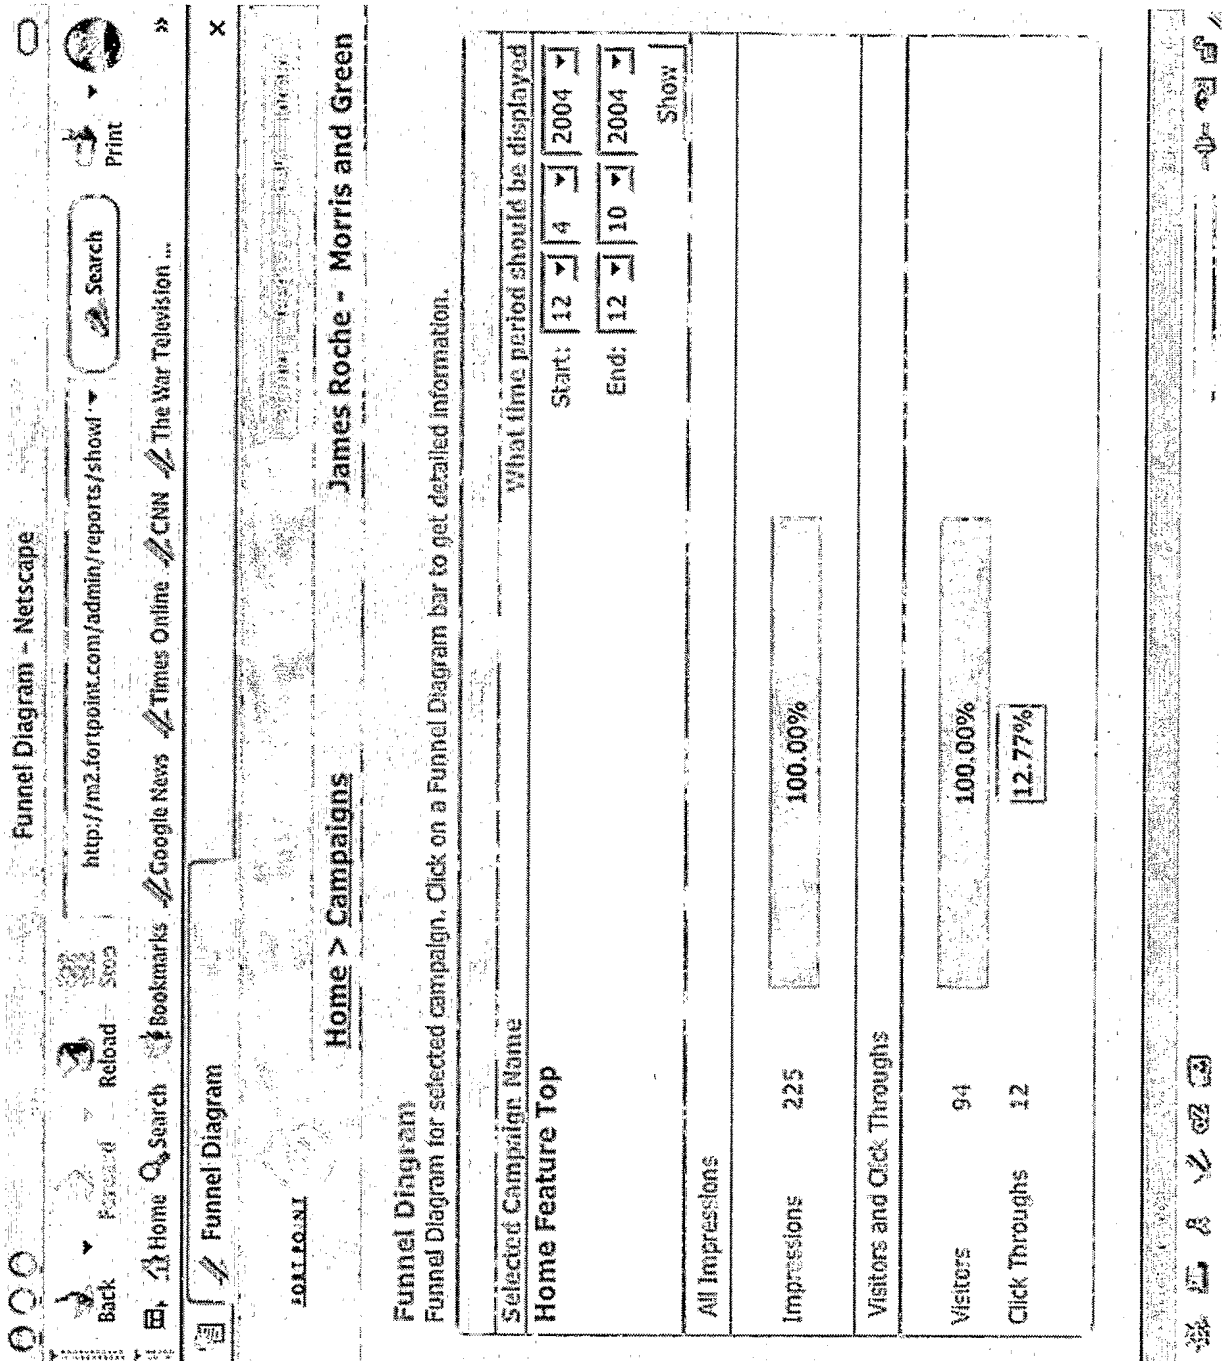 Funnel Diagram – Netscape
Back Forward Reload Stop http://m2.fortpoint.com/admin/reports/showl Search Print
Home Search Bookmarks Google News Times Online CNN The War Television ... »
Funnel Diagram
FORT POINT
Home > Campaigns James Roche - Morris and Green
Funnel Diagram
Funnel Diagram for selected campaign. Click on a Funnel Diagram bar to get detailed information.
Selected Campaign Name What time period should be displayed
Home Feature Top Start: 12 4 2004
End: 12 10 2004
Show
All Impressions
Impressions 225 100.00%
Visitors and Click Throughs
Visitors 94 100.00%
Click Throughs 12 12.77%